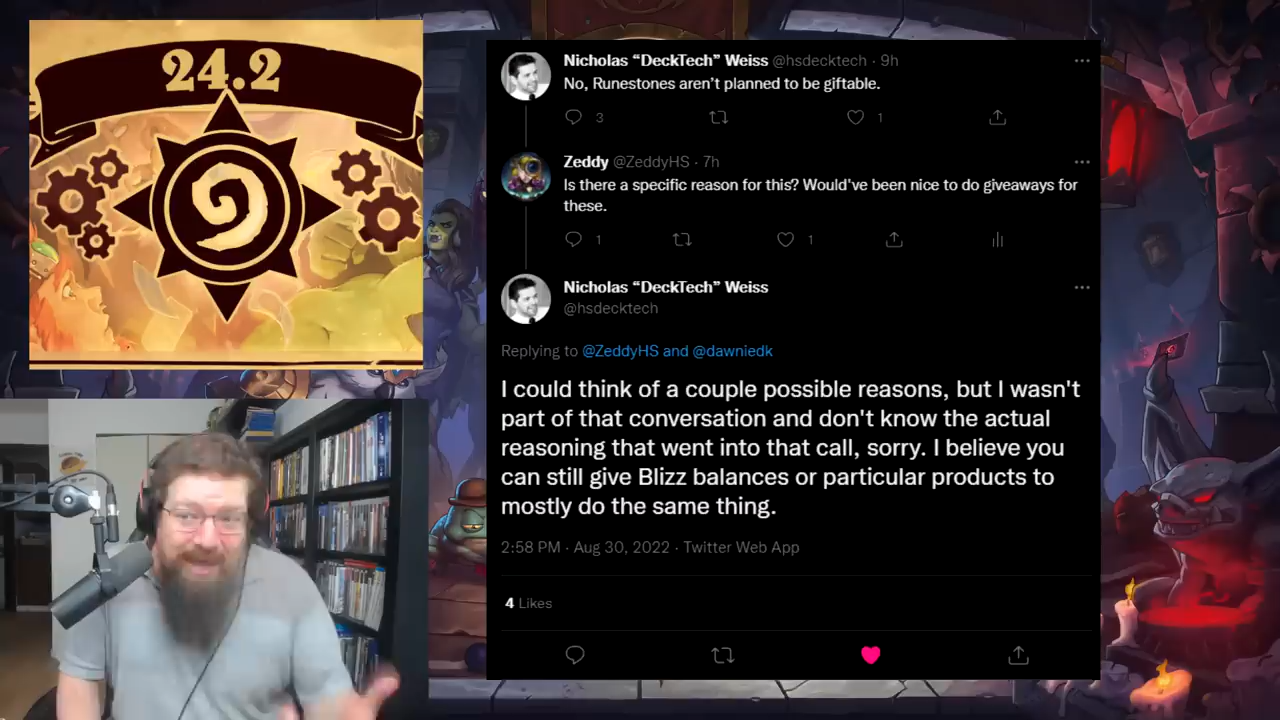 24.2
Nicholas “DeckTech” Weiss @hsdecktech · 9h
No, Runestones aren’t planned to be giftable.
3
1
Zeddy @ZeddyHS · 7h
Is there a specific reason for this? Would've been nice to do giveaways for
these.
1
1
Nicholas “DeckTech” Weiss
@hsdecktech
Replying to @ZeddyHS and @dawniedk
I could think of a couple possible reasons, but I wasn't
part of that conversation and don't know the actual
reasoning that went into that call, sorry. I believe you
can still give Blizz balances or particular products to
mostly do the same thing.
2:58 PM · Aug 30, 2022 · Twitter Web App
4 Likes